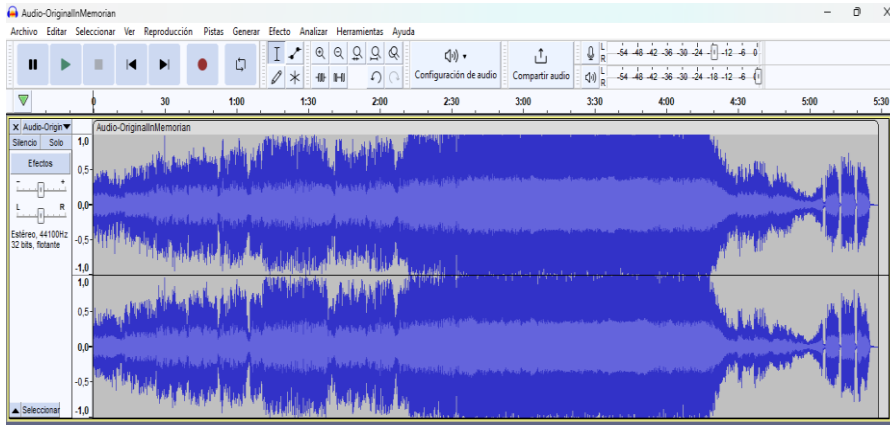 Audio-OriginalInMemorian
Archivo Editar Seleccionar Ver Reproducción Pistas Generar Efecto Analizar Herramientas Ayuda
Configuración de audio
Compartir audio
L R -54 -48 -42 -36 -30 -24 -18 -12 -6 0
L R -54 -48 -42 -36 -30 -24 -18 -12 -6
0 30 1:00 1:30 2:00 2:30 3:00 3:30 4:00 4:30 5:00 5:30
X Audio-Origin Audio-OriginalInMemorian
Silencio Solo
Efectos
- +
L R
Estéreo, 44100Hz
32 bits, flotante
Seleccionar
1,0
0,5
0,0
-0,5
-1,0
1,0
0,5
0,0
-0,5
-1,0